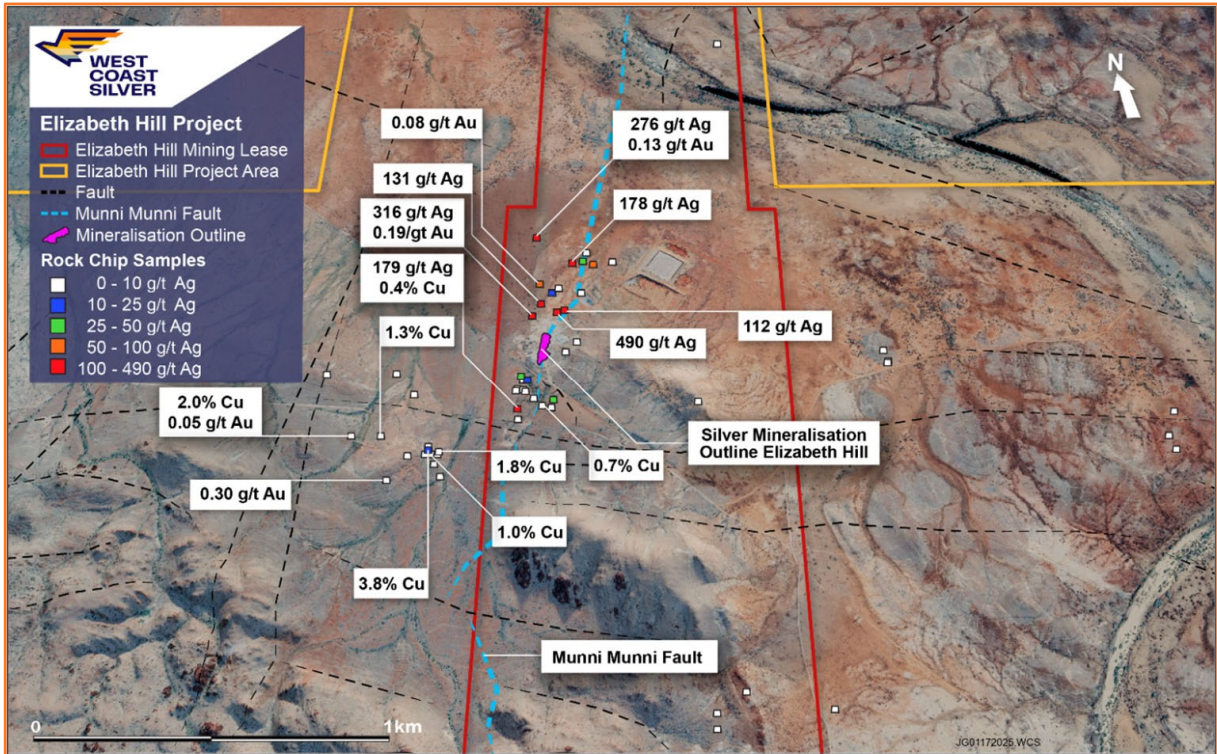 WEST
COAST
SILVER
Elizabeth Hill Project
Elizabeth Hill Mining Lease
Elizabeth Hill Project Area
Fault
Munni Munni Fault
Mineralisation Outline
Rock Chip Samples
0 - 10 g/t Ag
10 - 25 g/t Ag
25 - 50 g/t Ag
50 - 100 g/t Ag
100 - 490 g/t Ag
N
0.08 g/t Au
276 g/t Ag
0.13 g/t Au
131 g/t Ag
178 g/t Ag
316 g/t Ag
0.19/gt Au
179 g/t Ag
0.4% Cu
112 g/t Ag
1.3% Cu
490 g/t Ag
2.0% Cu
0.05 g/t Au
Silver Mineralisation
Outline Elizabeth Hill
1.8% Cu
0.7% Cu
0.30 g/t Au
1.0% Cu
3.8% Cu
Munni Munni Fault
0
1km
JG01172025.WCS